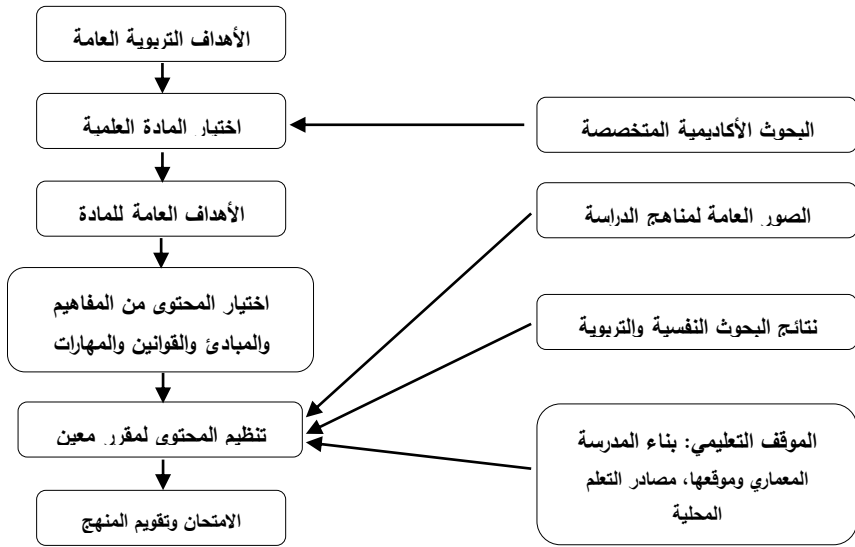 الأهداف التربوية العامة
اختيار المادة العلمية
الأهداف العامة للمادة
اختيار المحتوى من المفاهيم
والمبادئ والقوانين والمهارات
تنظيم المحتوى لمقرر معين
الامتحان وتقويم المنهج
البحوث الأكاديمية المتخصصة
الصور العامة لمناهج الدراسة
نتائج البحوث النفسية والتربوية
الموقف التعليمي: بناء المدرسة
المعماري وموقعها، مصادر التعلم
المحلية